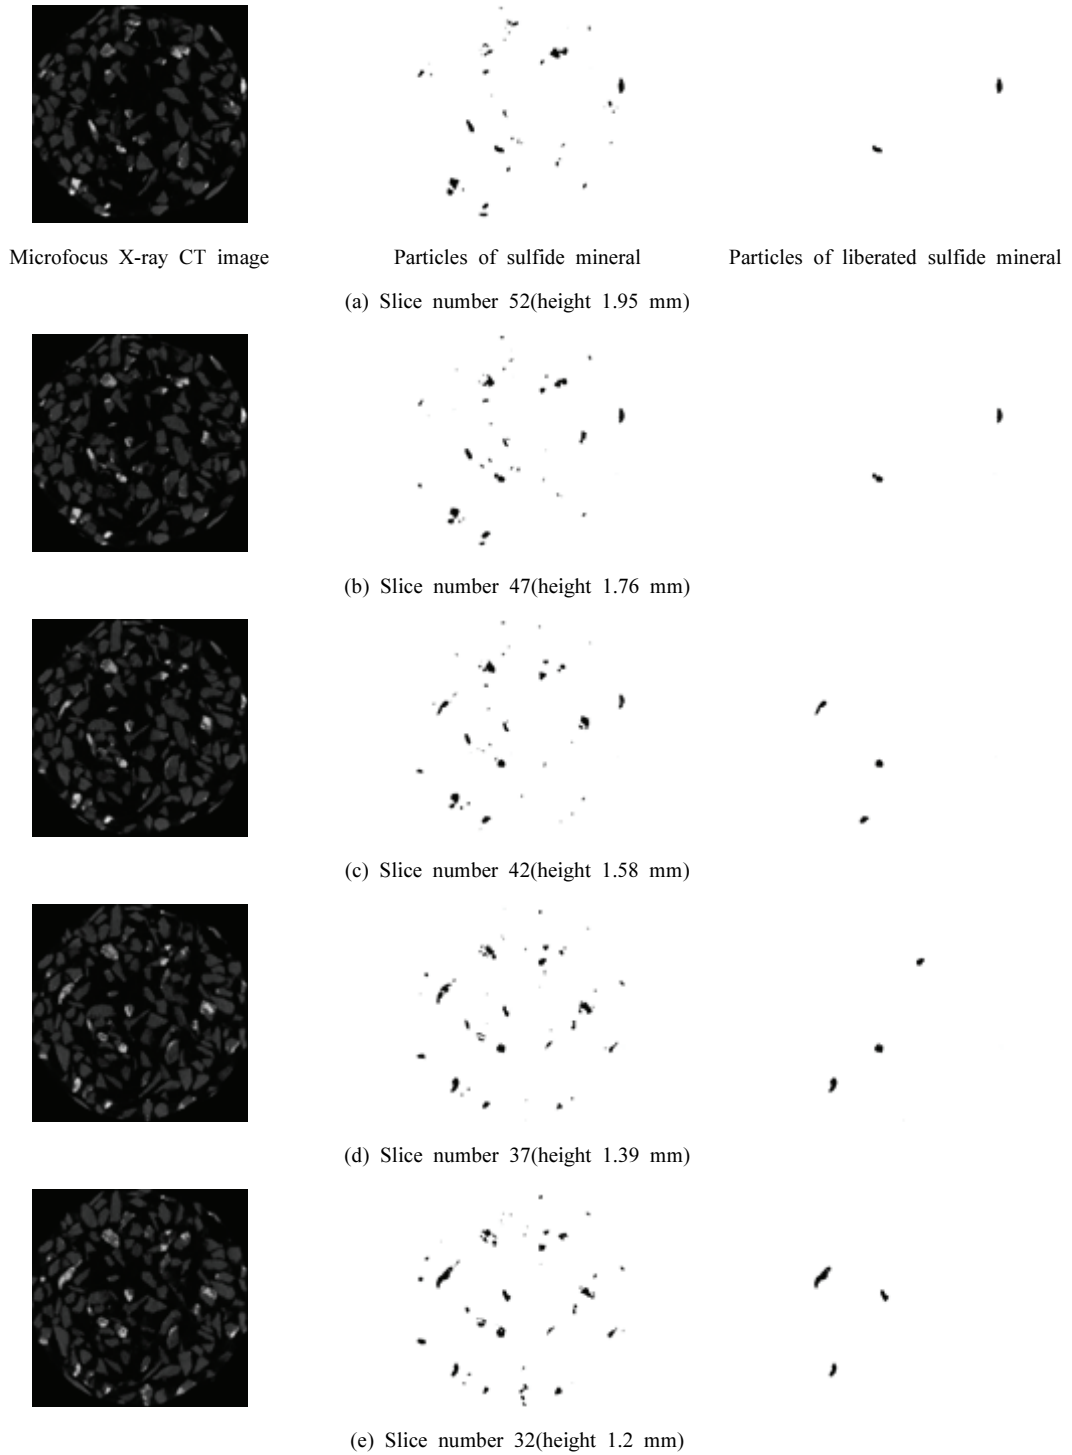 Microfocus X-ray CT image
Particles of sulfide mineral
Particles of liberated sulfide mineral
(a) Slice number 52(height 1.95 mm)
(b) Slice number 47(height 1.76 mm)
(c) Slice number 42(height 1.58 mm)
(d) Slice number 37(height 1.39 mm)
(e) Slice number 32(height 1.2 mm)